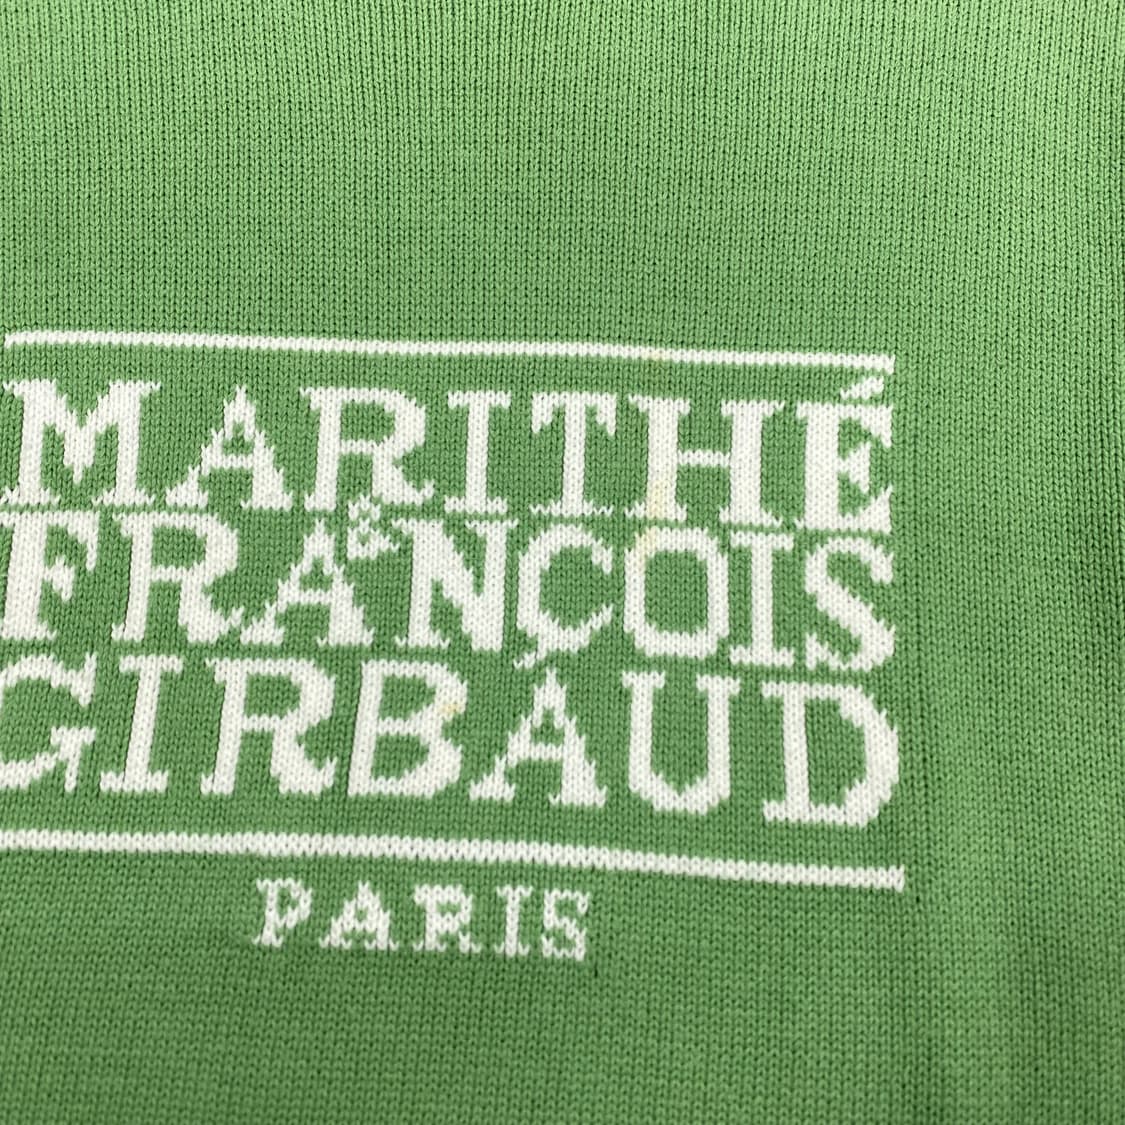 MARITHÉ
&
FRANÇOIS
GIRBAUD
PARIS